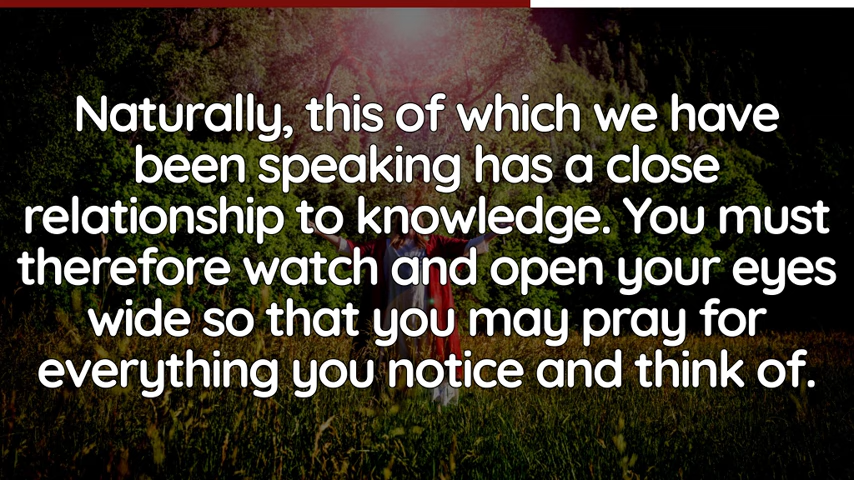 Naturally, this of which we have
been speaking has a close
relationship to knowledge. You must
therefore watch and open your eyes
wide so that you may pray for
everything you notice and think of.